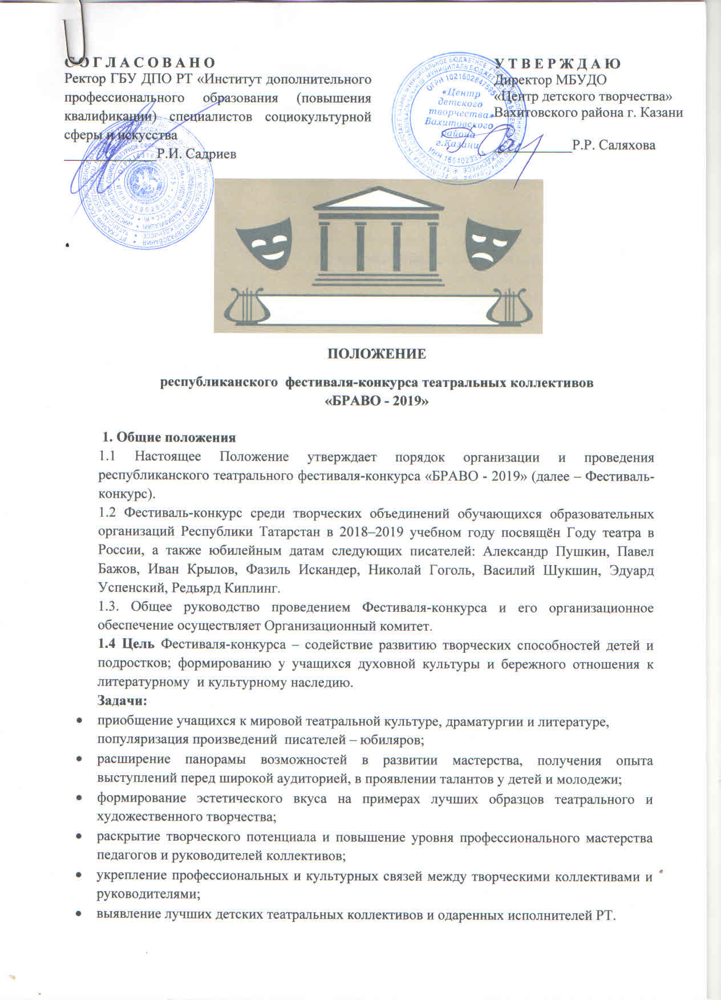 СОГЛАСОВАНО
Ректор ГБУ ДПО РТ «Институт дополнительного
профессионального образования (повышения
квалификации) специалистов социокультурной
сферы и искусства
Р.И. Садриев
УТВЕРЖДАЮ
Директор МБУДО
«Центр детского творчества»
Вахитовского района г. Казани
Р.Р. Саляхова
«Центр
детского
творчества»
Вахитовского
района
г.Казани
ПОЛОЖЕНИЕ
республиканского фестиваля-конкурса театральных коллективов
«БРАВО - 2019»
1. Общие положения
1.1 Настоящее Положение утверждает порядок организации и проведения
республиканского театрального фестиваля-конкурса «БРАВО - 2019» (далее – Фестиваль-
конкурс).
1.2 Фестиваль-конкурс среди творческих объединений обучающихся образовательных
организаций Республики Татарстан в 2018–2019 учебном году посвящён Году театра в
России, а также юбилейным датам следующих писателей: Александр Пушкин, Павел
Бажов, Иван Крылов, Фазиль Искандер, Николай Гоголь, Василий Шукшин, Эдуард
Успенский, Редьярд Киплинг.
1.3. Общее руководство проведением Фестиваля-конкурса и его организационное
обеспечение осуществляет Организационный комитет.
1.4 Цель Фестиваля-конкурса – содействие развитию творческих способностей детей и
подростков; формированию у учащихся духовной культуры и бережного отношения к
литературному и культурному наследию.
Задачи:
• приобщение учащихся к мировой театральной культуре, драматургии и литературе,
популяризация произведений писателей – юбиляров;
• расширение панорамы возможностей в развитии мастерства, получения опыта
выступлений перед широкой аудиторией, в проявлении талантов у детей и молодежи;
• формирование эстетического вкуса на примерах лучших образцов театрального и
художественного творчества;
• раскрытие творческого потенциала и повышение уровня профессионального мастерства
педагогов и руководителей коллективов;
• укрепление профессиональных и культурных связей между творческими коллективами и
руководителями;
• выявление лучших детских театральных коллективов и одаренных исполнителей РТ.